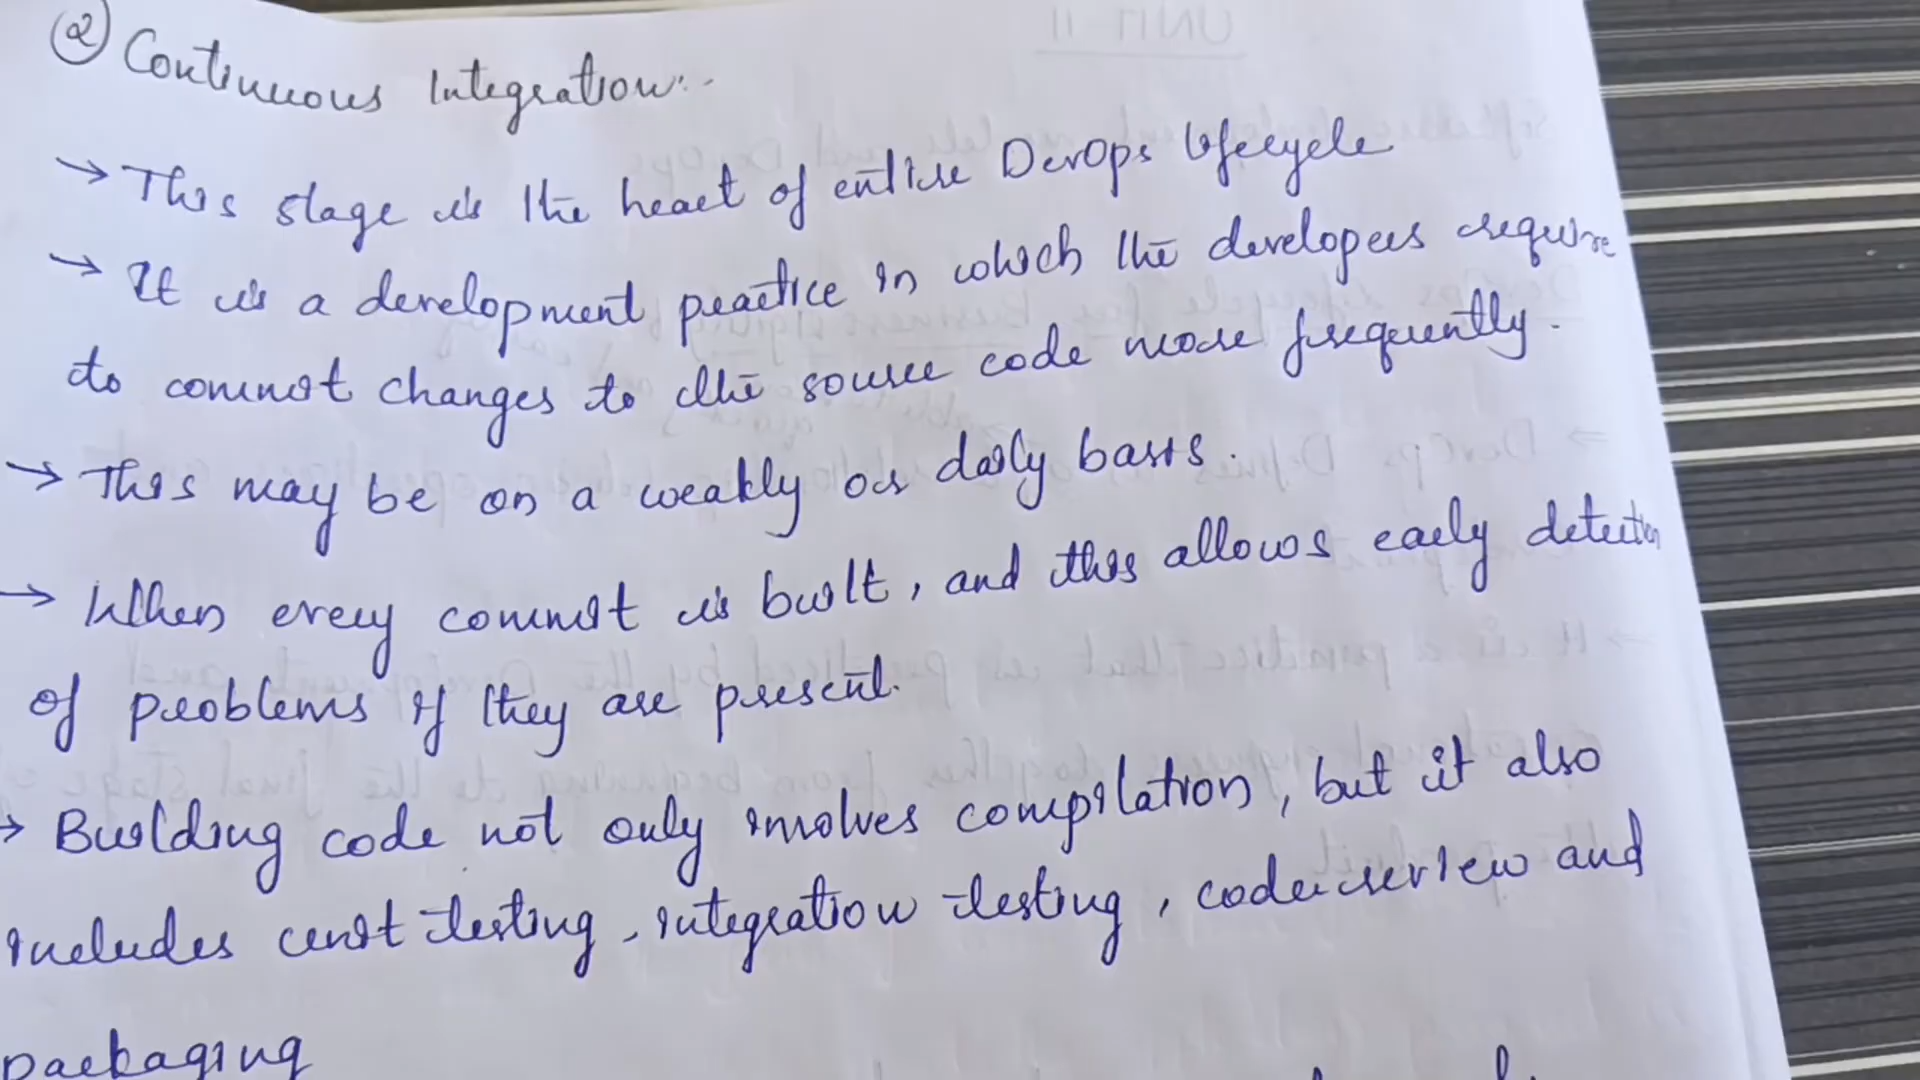 ② Continuous Integration:-
→ This stage is the heart of entire DevOps lifecycle
→ It is a development practice in which the developers require
to commit changes to the source code more frequently.
→ This may be on a weakly or daily basis.
→ When every commit is built, and this allows early detection
of problems if they are present.
→ Building code not only involves compilation, but it also
includes unit testing, integration testing, code review and
packaging